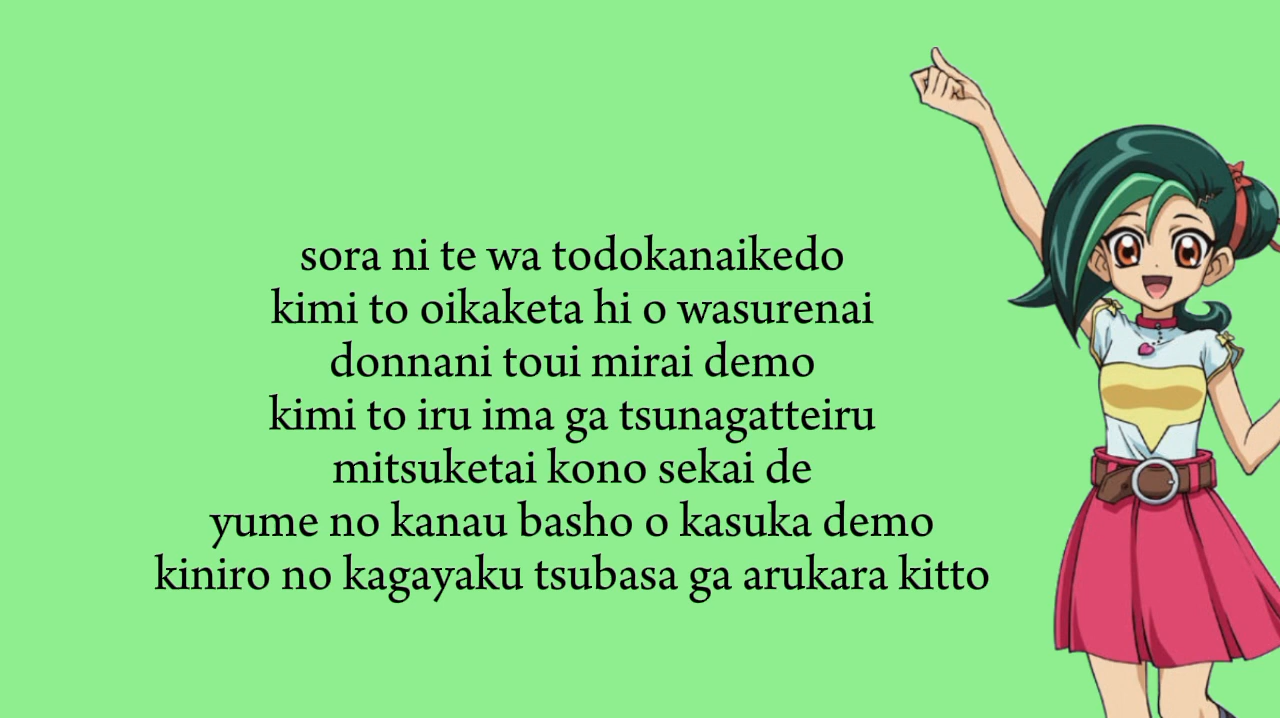 sora ni te wa todokanaikedo
kimi to oikaketa hi o wasurenai
donnani toui mirai demo
kimi to iru ima ga tsunagatteiru
mitsuketai kono sekai de
yume no kanau basho o kasuka demo
kiniro no kagayaku tsubasa ga arukara kitto